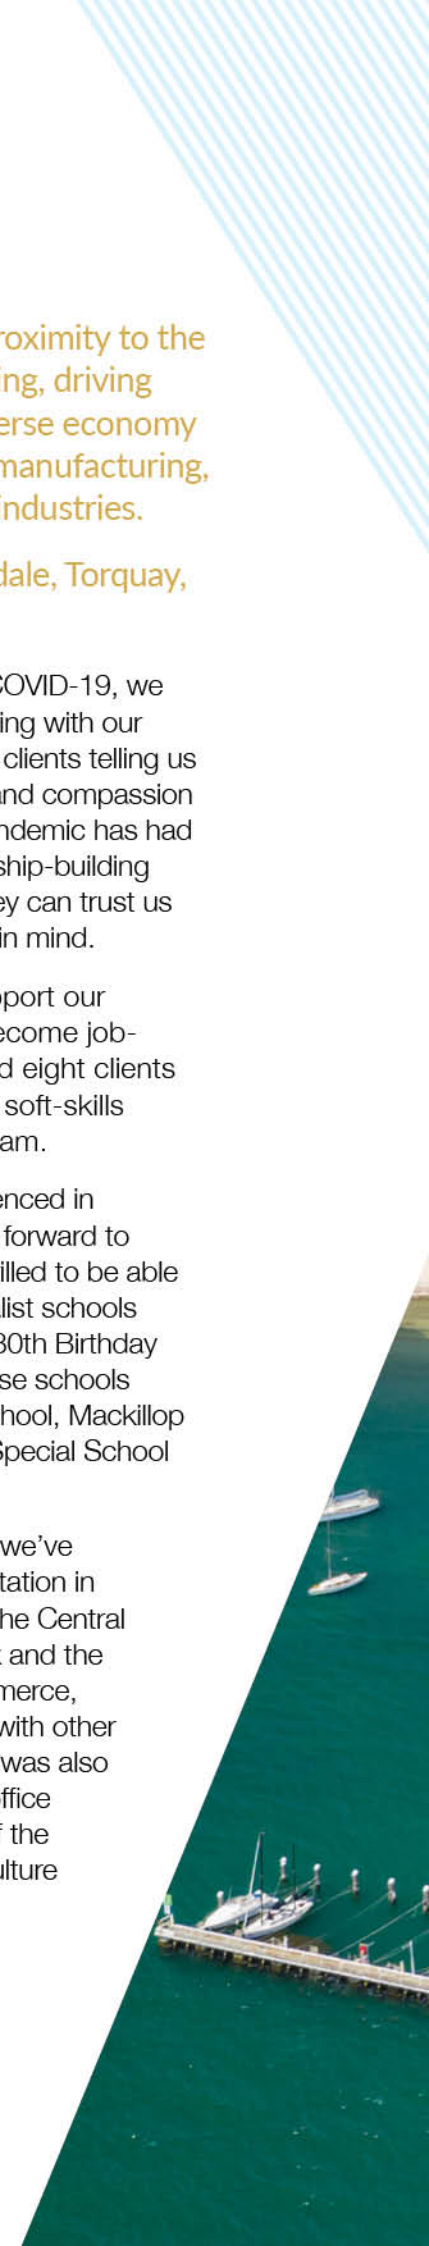 roximity to the
ing, driving
erse economy
manufacturing,
industries.
dale, Torquay,
COVID-19, we
ing with our
clients telling us
and compassion
ndemic has had
ship-building
ey can trust us
in mind.
pport our
ecome job-
d eight clients
soft-skills
am.
enced in
forward to
illed to be able
list schools
30th Birthday
se schools
hool, Mackillop
Special School
we've
tation in
he Central
and the
merce,
with other
was also
ffice
f the
ulture